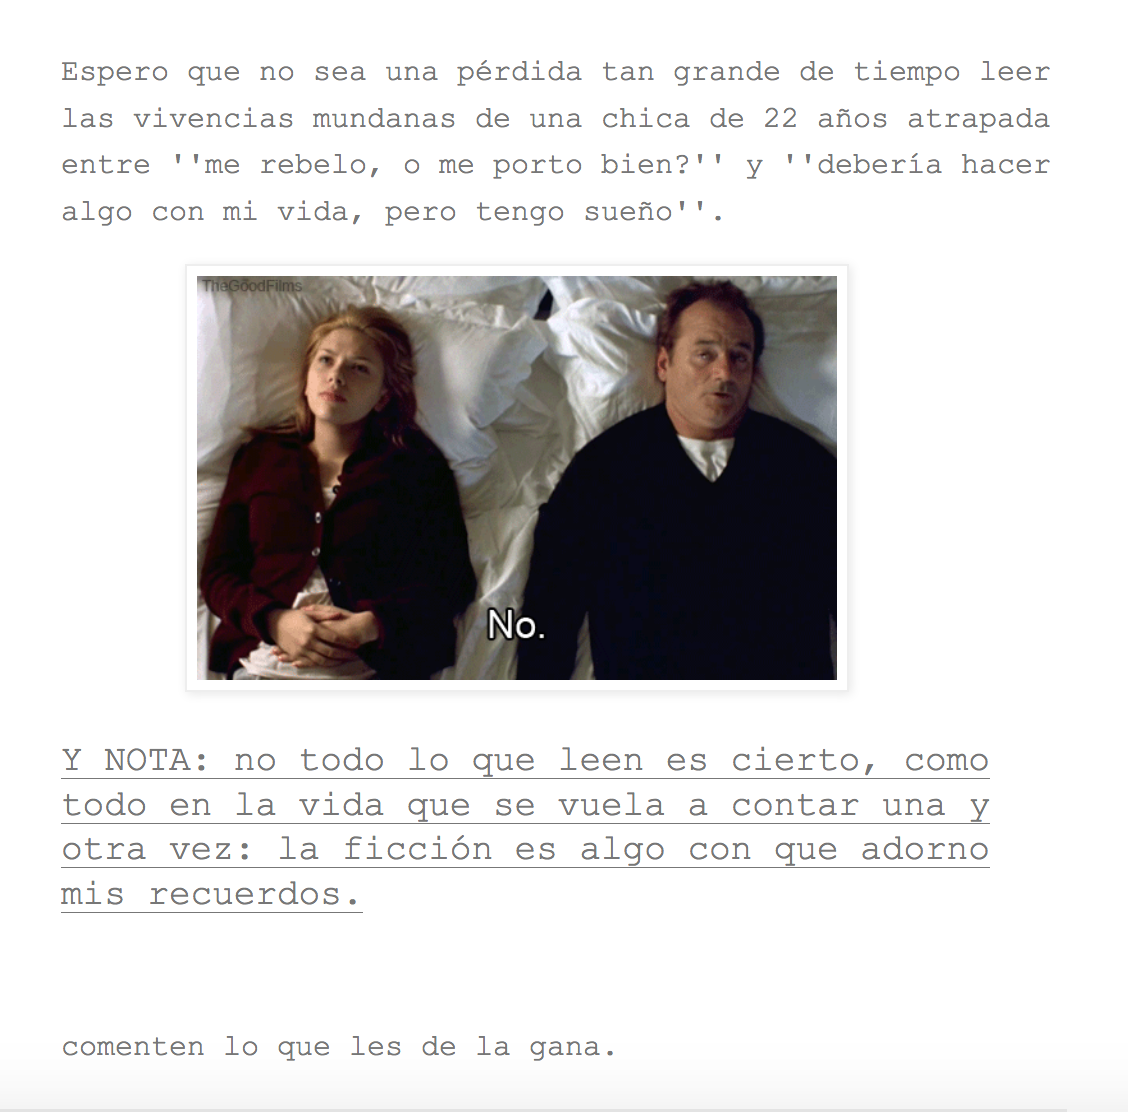 Espero que no sea una pérdida tan grande de tiempo leer
las vivencias mundanas de una chica de 22 años atrapada
entre ''me rebelo, o me porto bien?'' y ''debería hacer
algo con mi vida, pero tengo sueño''.
TheGoodFilms
No.
Y NOTA: no todo lo que leen es cierto, como
todo en la vida que se vuela a contar una y
otra vez: la ficción es algo con que adorno
mis recuerdos.
comenten lo que les de la gana.